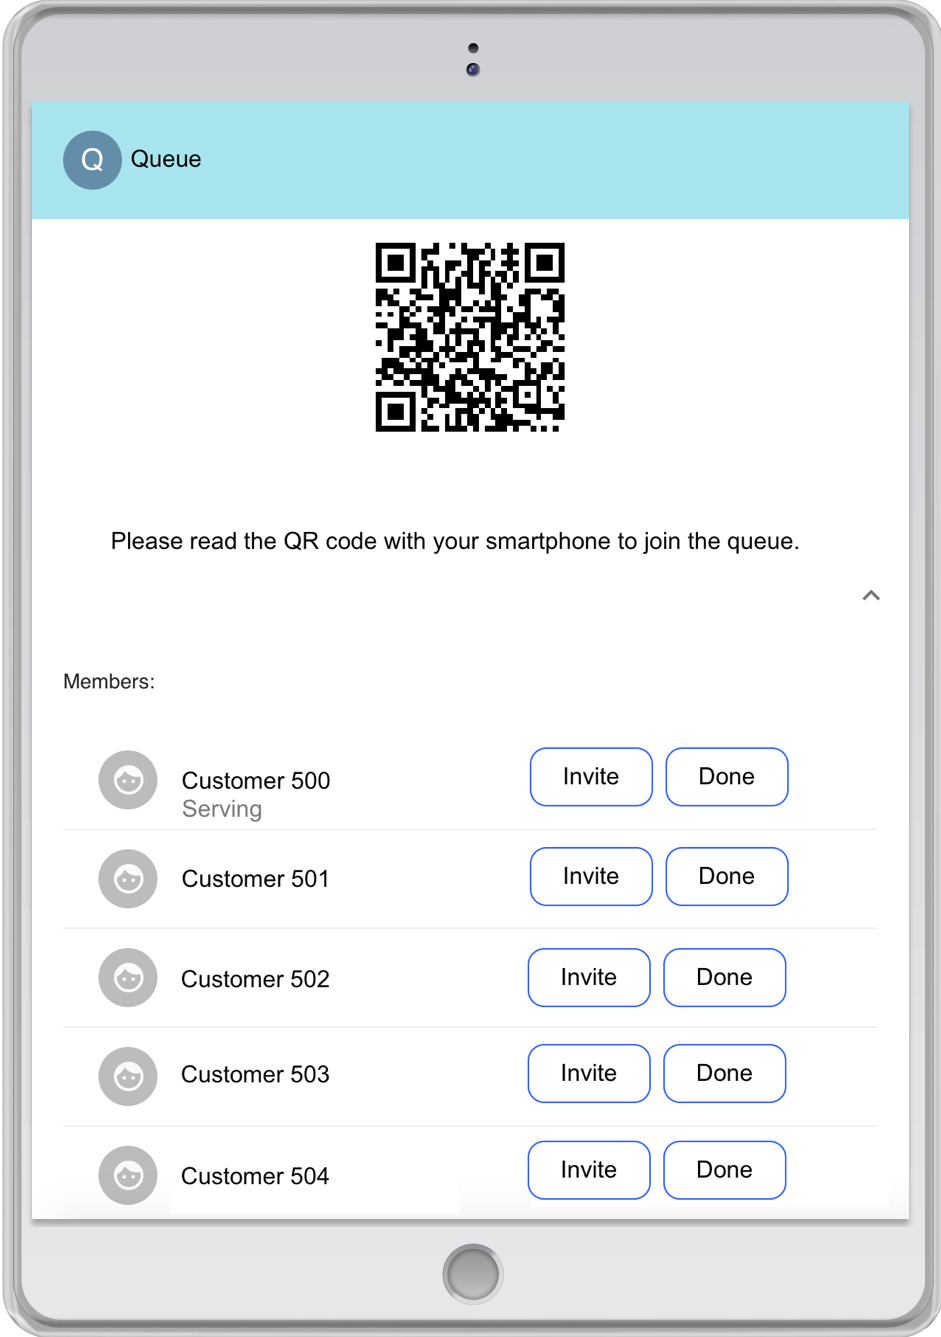 Q Queue
Please read the QR code with your smartphone to join the queue.
Members:
Customer 500 Invite Done
Serving
Customer 501 Invite Done
Customer 502 Invite Done
Customer 503 Invite Done
Customer 504 Invite Done